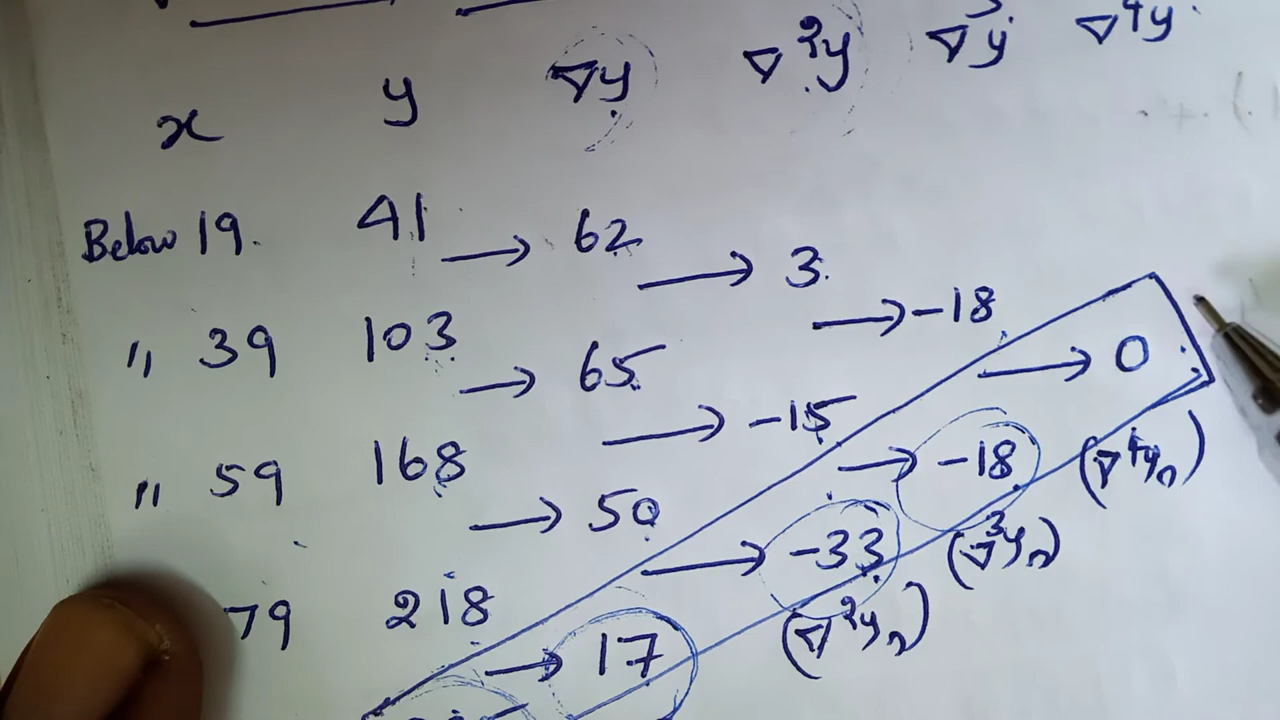 x y ∇y ∇²y ∇³y ∇⁴y
Below 19. 41 → 62 → 3 → -18 → 0
" 39 103 → 65 → -15 → -18 (∇⁴yₙ)
" 59 168 → 50 → -33 (∇³yₙ)
79 218 → 17 (∇²yₙ)